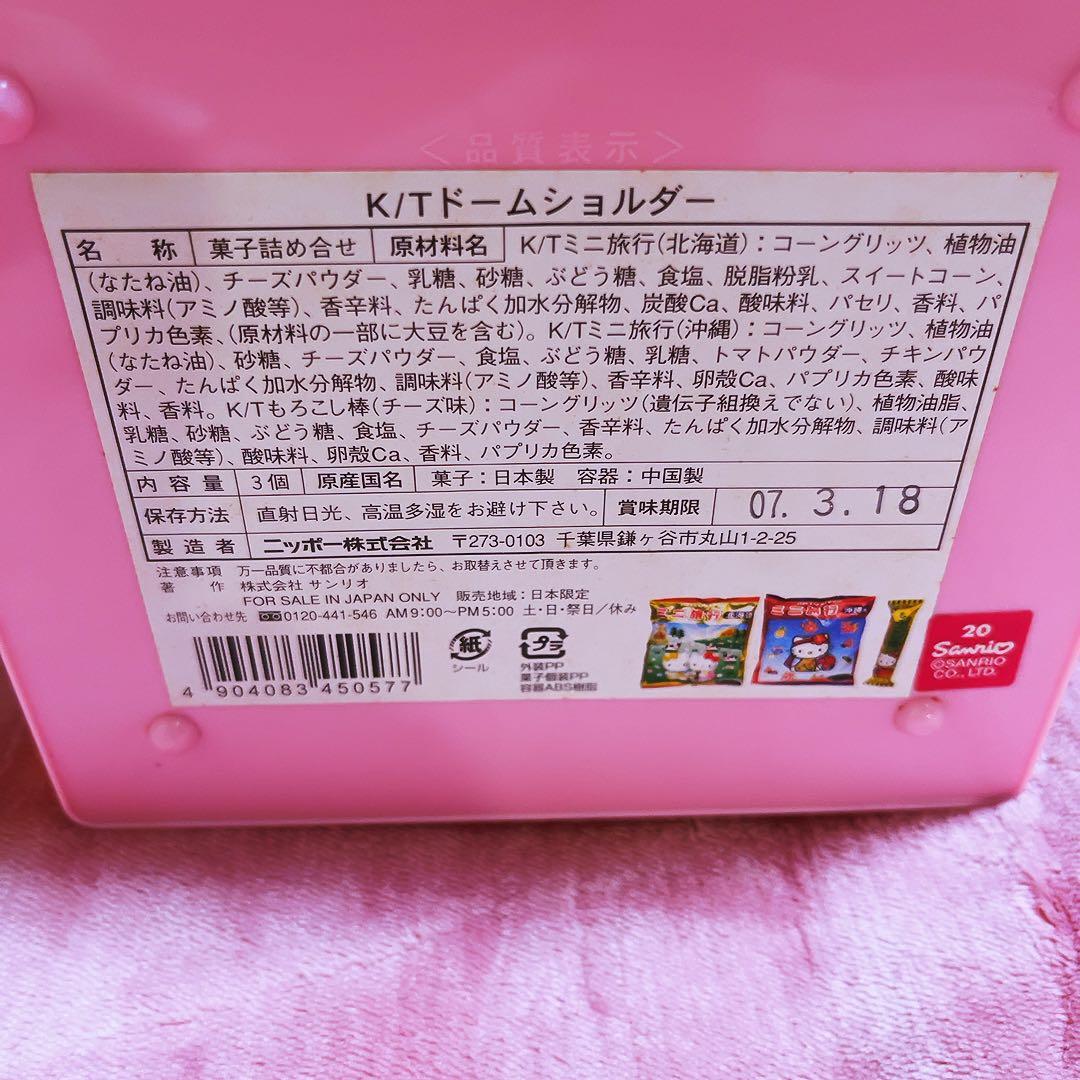 ＜品質表示＞
K/Tドームショルダー
名 称 菓子詰め合せ 原材料名 K/Tミニ旅行(北海道)：コーングリッツ、植物油
(なたね油)、チーズパウダー、乳糖、砂糖、ぶどう糖、食塩、脱脂粉乳、スイートコーン、
調味料(アミノ酸等)、香辛料、たんぱく加水分解物、炭酸Ca、酸味料、パセリ、香料、パ
プリカ色素、(原材料の一部に大豆を含む)。K/Tミニ旅行(沖縄)：コーングリッツ、植物油
(なたね油)、砂糖、チーズパウダー、食塩、ぶどう糖、乳糖、トマトパウダー、チキンパウ
ダー、たんぱく加水分解物、調味料(アミノ酸等)、香辛料、卵殻Ca、パプリカ色素、酸味
料、香料。K/Tもろこし棒(チーズ味)：コーングリッツ(遺伝子組換えでない)、植物油脂、
乳糖、砂糖、ぶどう糖、食塩、チーズパウダー、香辛料、たんぱく加水分解物、調味料(ア
ミノ酸等)、酸味料、卵殻Ca、香料、パプリカ色素。
内容量 3個 原産国名 菓子：日本製 容器：中国製
保存方法 直射日光、高温多湿をお避け下さい。 賞味期限 07. 3. 18
製造者 ニッポー株式会社 〒273-0103 千葉県鎌ヶ谷市丸山1-2-25
注意事項 万一品質に不都合がありましたら、お取替えさせて頂きます。
著 作 株式会社 サンリオ
FOR SALE IN JAPAN ONLY 販売地域：日本限定
お問い合わせ先 0120-441-546 AM9:00〜PM5:00 土・日・祭日／休み
紙
シール
プラ
外装PP
菓子個装PP
容器ABS樹脂
4 904083 450577
ミニ旅行 北海道
ミニ旅行 沖縄
20
Sanrio
©SANRIO
CO., LTD.